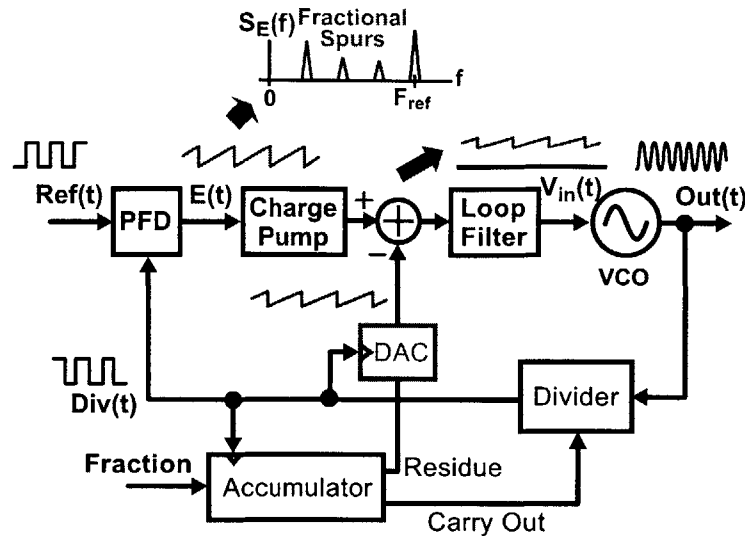 S_E(f)
Fractional
Spurs
f
0
F_ref
Ref(t)
PFD
E(t)
Charge
Pump
+
−
Loop
Filter
V_in(t)
VCO
Out(t)
DAC
Div(t)
Divider
Fraction
Accumulator
Residue
Carry Out